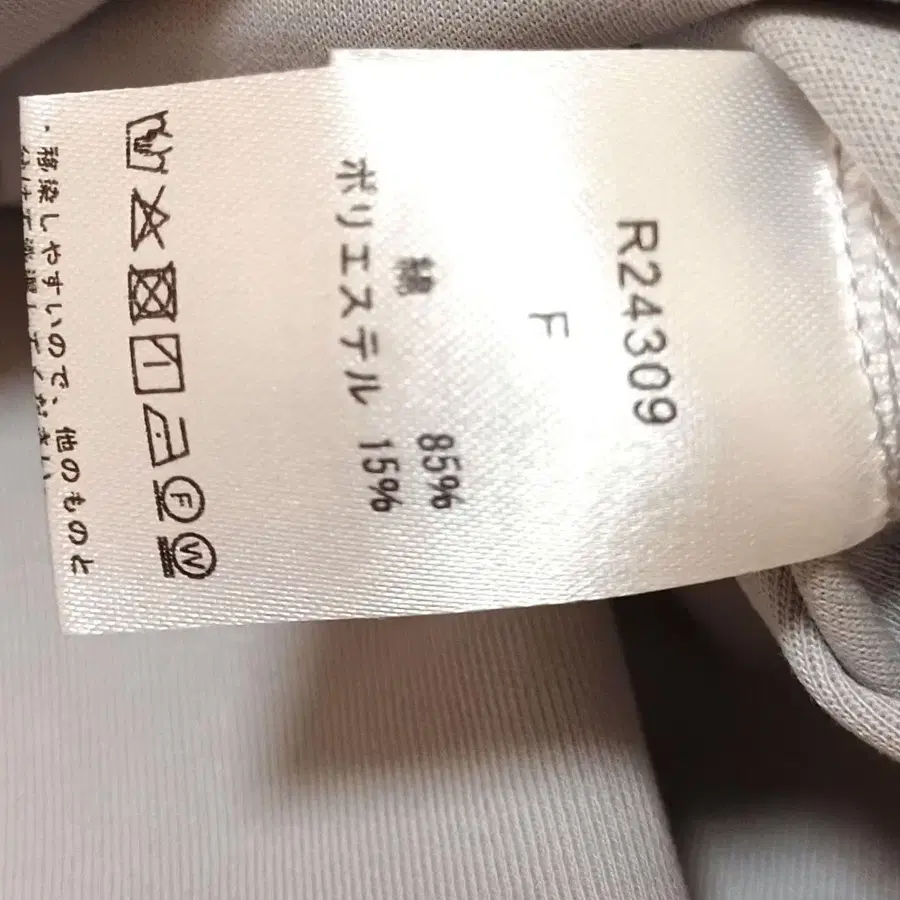 R24309
F
綿 85%
ポリエステル 15%
F W
・移染しやすいので、他のものと